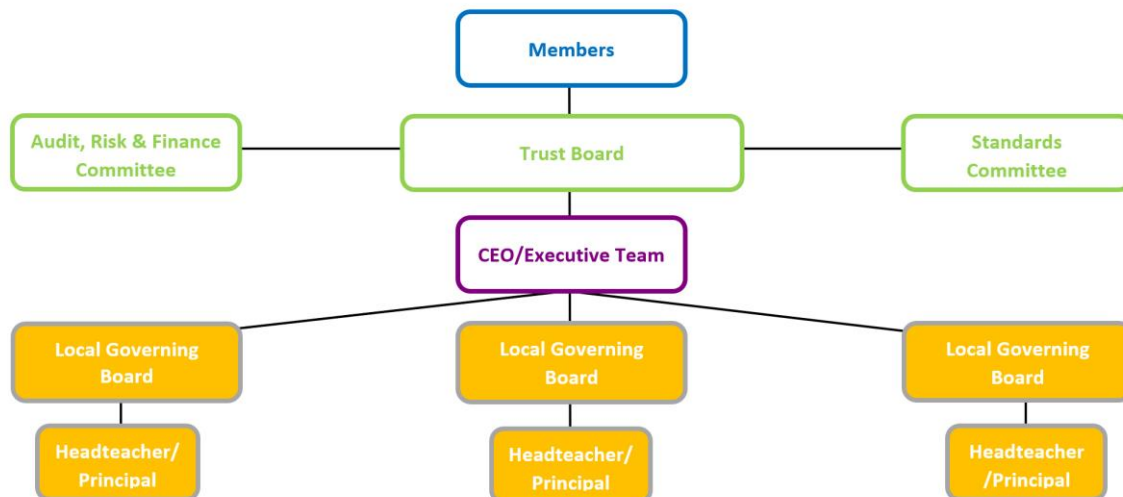 Members
Audit, Risk & Finance
Committee
Trust Board
Standards
Committee
CEO/Executive Team
Local Governing
Board
Local Governing
Board
Local Governing
Board
Headteacher/
Principal
Headteacher/
Principal
Headteacher
/Principal